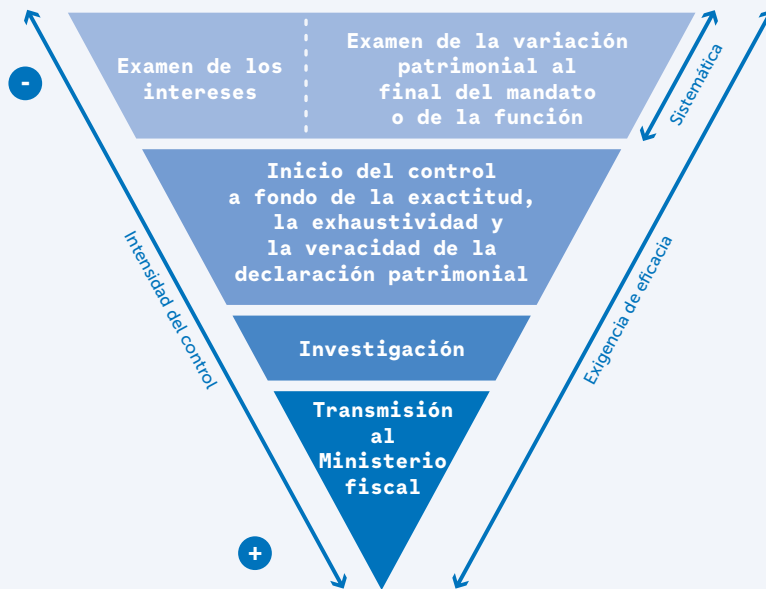 -
Examen de los
intereses
Examen de la variación
patrimonial al
final del mandato
o de la función
Sistemática
Inicio del control
a fondo de la exactitud,
la exhaustividad y
la veracidad de la
declaración patrimonial
Intensidad del control
Exigencia de eficacia
Investigación
Transmisión
al
Ministerio
fiscal
+